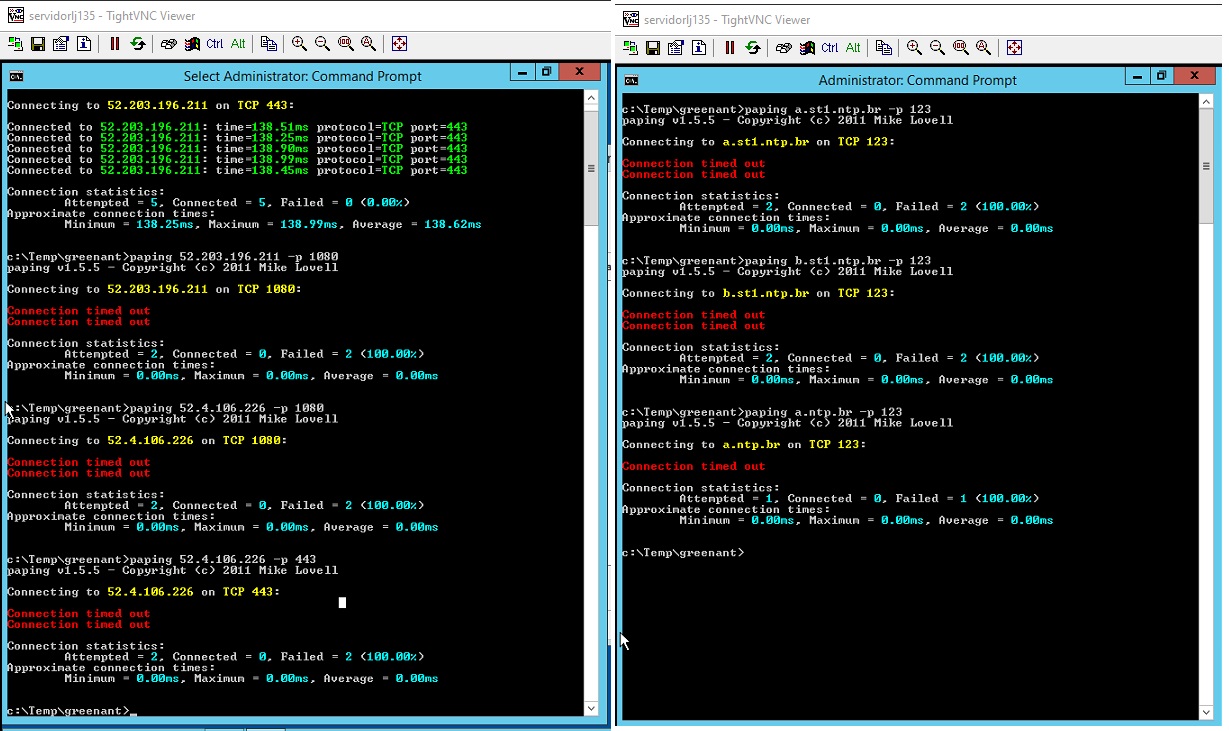 servidorlj135 - TightVNC Viewer
Ctrl Alt
Select Administrator: Command Prompt
Connecting to 52.203.196.211 on TCP 443:
Connected to 52.203.196.211: time=138.51ms protocol=TCP port=443
Connected to 52.203.196.211: time=138.25ms protocol=TCP port=443
Connected to 52.203.196.211: time=138.90ms protocol=TCP port=443
Connected to 52.203.196.211: time=138.99ms protocol=TCP port=443
Connected to 52.203.196.211: time=138.45ms protocol=TCP port=443
Connection statistics:
Attempted = 5, Connected = 5, Failed = 0 (0.00%)
Approximate connection times:
Minimum = 138.25ms, Maximum = 138.99ms, Average = 138.62ms
c:\Temp\greenant>paping 52.203.196.211 -p 1080
paping v1.5.5 - Copyright (c) 2011 Mike Lovell
Connecting to 52.203.196.211 on TCP 1080:
Connection timed out
Connection timed out
Connection statistics:
Attempted = 2, Connected = 0, Failed = 2 (100.00%)
Approximate connection times:
Minimum = 0.00ms, Maximum = 0.00ms, Average = 0.00ms
c:\Temp\greenant>paping 52.4.106.226 -p 1080
paping v1.5.5 - Copyright (c) 2011 Mike Lovell
Connecting to 52.4.106.226 on TCP 1080:
Connection timed out
Connection timed out
Connection statistics:
Attempted = 2, Connected = 0, Failed = 2 (100.00%)
Approximate connection times:
Minimum = 0.00ms, Maximum = 0.00ms, Average = 0.00ms
c:\Temp\greenant>paping 52.4.106.226 -p 443
paping v1.5.5 - Copyright (c) 2011 Mike Lovell
Connecting to 52.4.106.226 on TCP 443:
Connection timed out
Connection timed out
Connection statistics:
Attempted = 2, Connected = 0, Failed = 2 (100.00%)
Approximate connection times:
Minimum = 0.00ms, Maximum = 0.00ms, Average = 0.00ms
c:\Temp\greenant>_
servidorlj135 - TightVNC Viewer
Ctrl Alt
Administrator: Command Prompt
c:\Temp\greenant>paping a.st1.ntp.br -p 123
paping v1.5.5 - Copyright (c) 2011 Mike Lovell
Connecting to a.st1.ntp.br on TCP 123:
Connection timed out
Connection timed out
Connection statistics:
Attempted = 2, Connected = 0, Failed = 2 (100.00%)
Approximate connection times:
Minimum = 0.00ms, Maximum = 0.00ms, Average = 0.00ms
c:\Temp\greenant>paping b.st1.ntp.br -p 123
paping v1.5.5 - Copyright (c) 2011 Mike Lovell
Connecting to b.st1.ntp.br on TCP 123:
Connection timed out
Connection timed out
Connection statistics:
Attempted = 2, Connected = 0, Failed = 2 (100.00%)
Approximate connection times:
Minimum = 0.00ms, Maximum = 0.00ms, Average = 0.00ms
c:\Temp\greenant>paping a.ntp.br -p 123
paping v1.5.5 - Copyright (c) 2011 Mike Lovell
Connecting to a.ntp.br on TCP 123:
Connection timed out
Connection statistics:
Attempted = 1, Connected = 0, Failed = 1 (100.00%)
Approximate connection times:
Minimum = 0.00ms, Maximum = 0.00ms, Average = 0.00ms
c:\Temp\greenant>